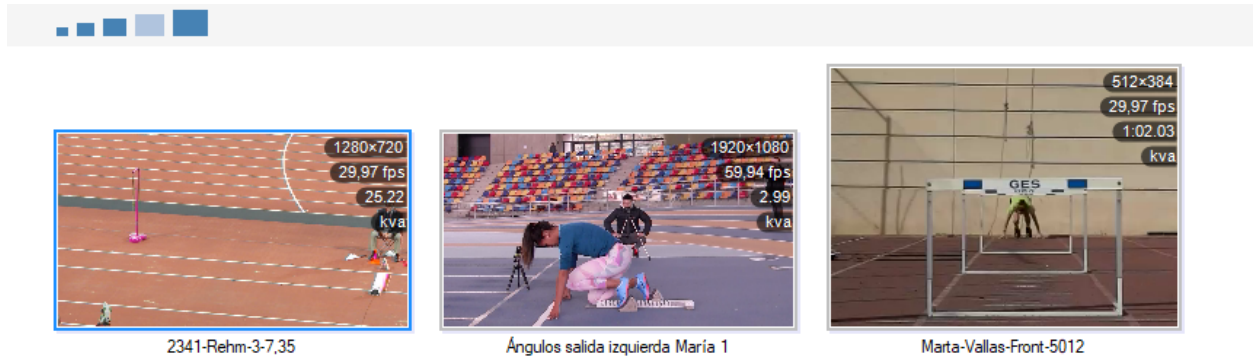 1280×720
29,97 fps
25.22
kva
2341-Rehm-3-7,35
1920×1080
59,94 fps
2.99
kva
Ángulos salida izquierda María 1
512×384
29,97 fps
1:02.03
kva
GES
Marta-Vallas-Front-5012